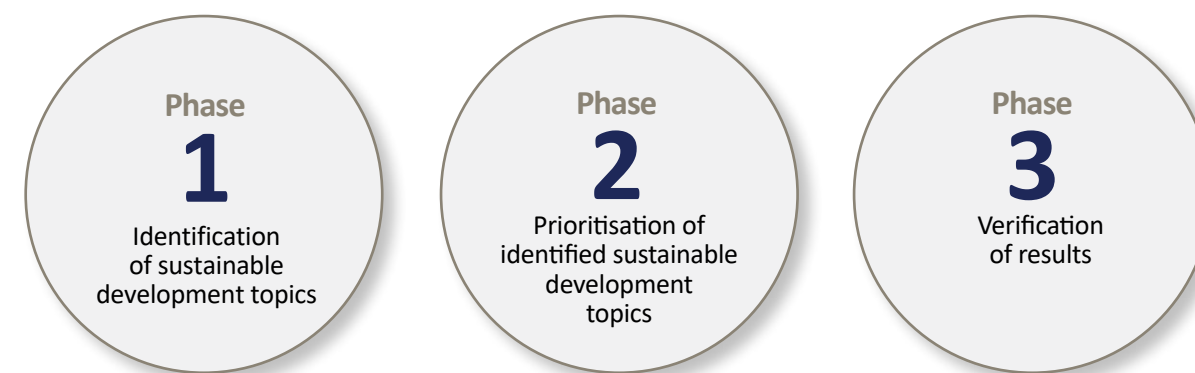 Phase
1
Identification
of sustainable
development topics
Phase
2
Prioritisation of
identified sustainable
development
topics
Phase
3
Verification
of results